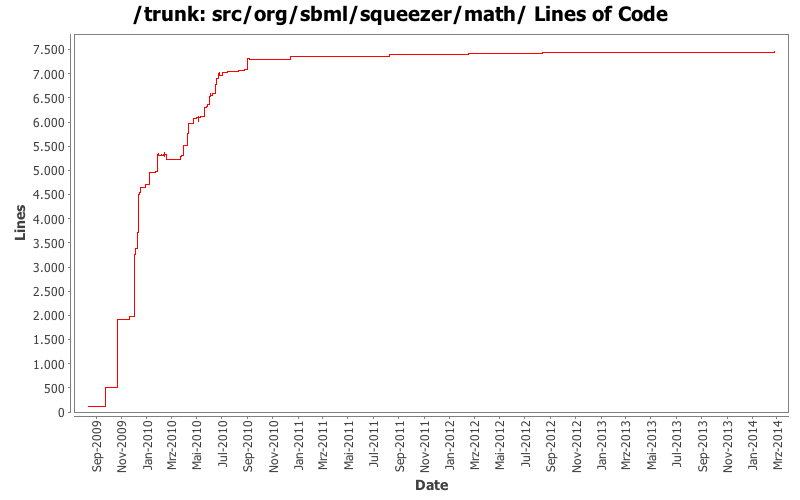 /trunk: src/org/sbml/squeezer/math/ Lines of Code
7.500
7.000
6.500
6.000
5.500
5.000
4.500
4.000
3.500
3.000
2.500
2.000
1.500
1.000
500
0
Lines
Sep-2009
Nov-2009
Jan-2010
Mrz-2010
Mai-2010
Jul-2010
Sep-2010
Nov-2010
Jan-2011
Mrz-2011
Mai-2011
Jul-2011
Sep-2011
Nov-2011
Jan-2012
Mrz-2012
Mai-2012
Jul-2012
Sep-2012
Nov-2012
Jan-2013
Mrz-2013
Mai-2013
Jul-2013
Sep-2013
Nov-2013
Jan-2014
Mrz-2014
Date